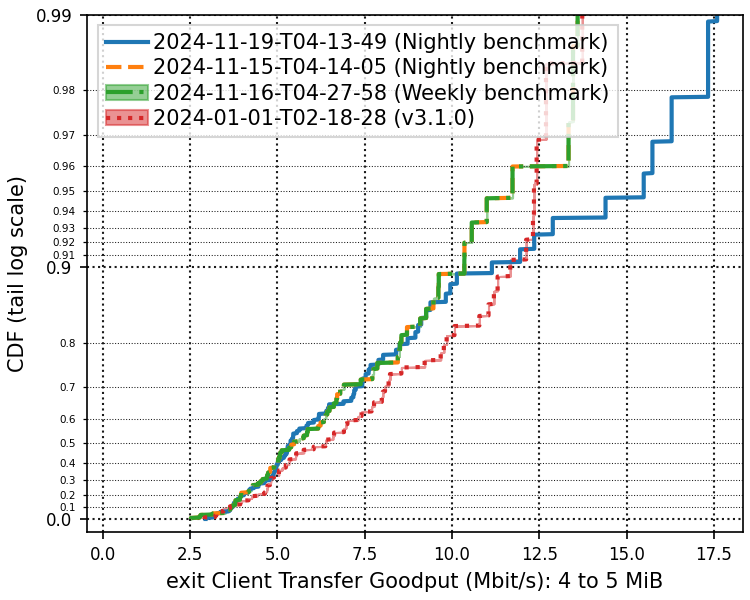 0.99
2024-11-19-T04-13-49 (Nightly benchmark)
2024-11-15-T04-14-05 (Nightly benchmark)
2024-11-16-T04-27-58 (Weekly benchmark)
2024-01-01-T02-18-28 (v3.1.0)
0.98
0.97
0.96
0.95
0.94
0.93
0.92
0.91
0.9
0.8
0.7
0.6
0.5
0.4
0.3
0.2
0.1
0.0
CDF (tail log scale)
0.0 2.5 5.0 7.5 10.0 12.5 15.0 17.5
exit Client Transfer Goodput (Mbit/s): 4 to 5 MiB